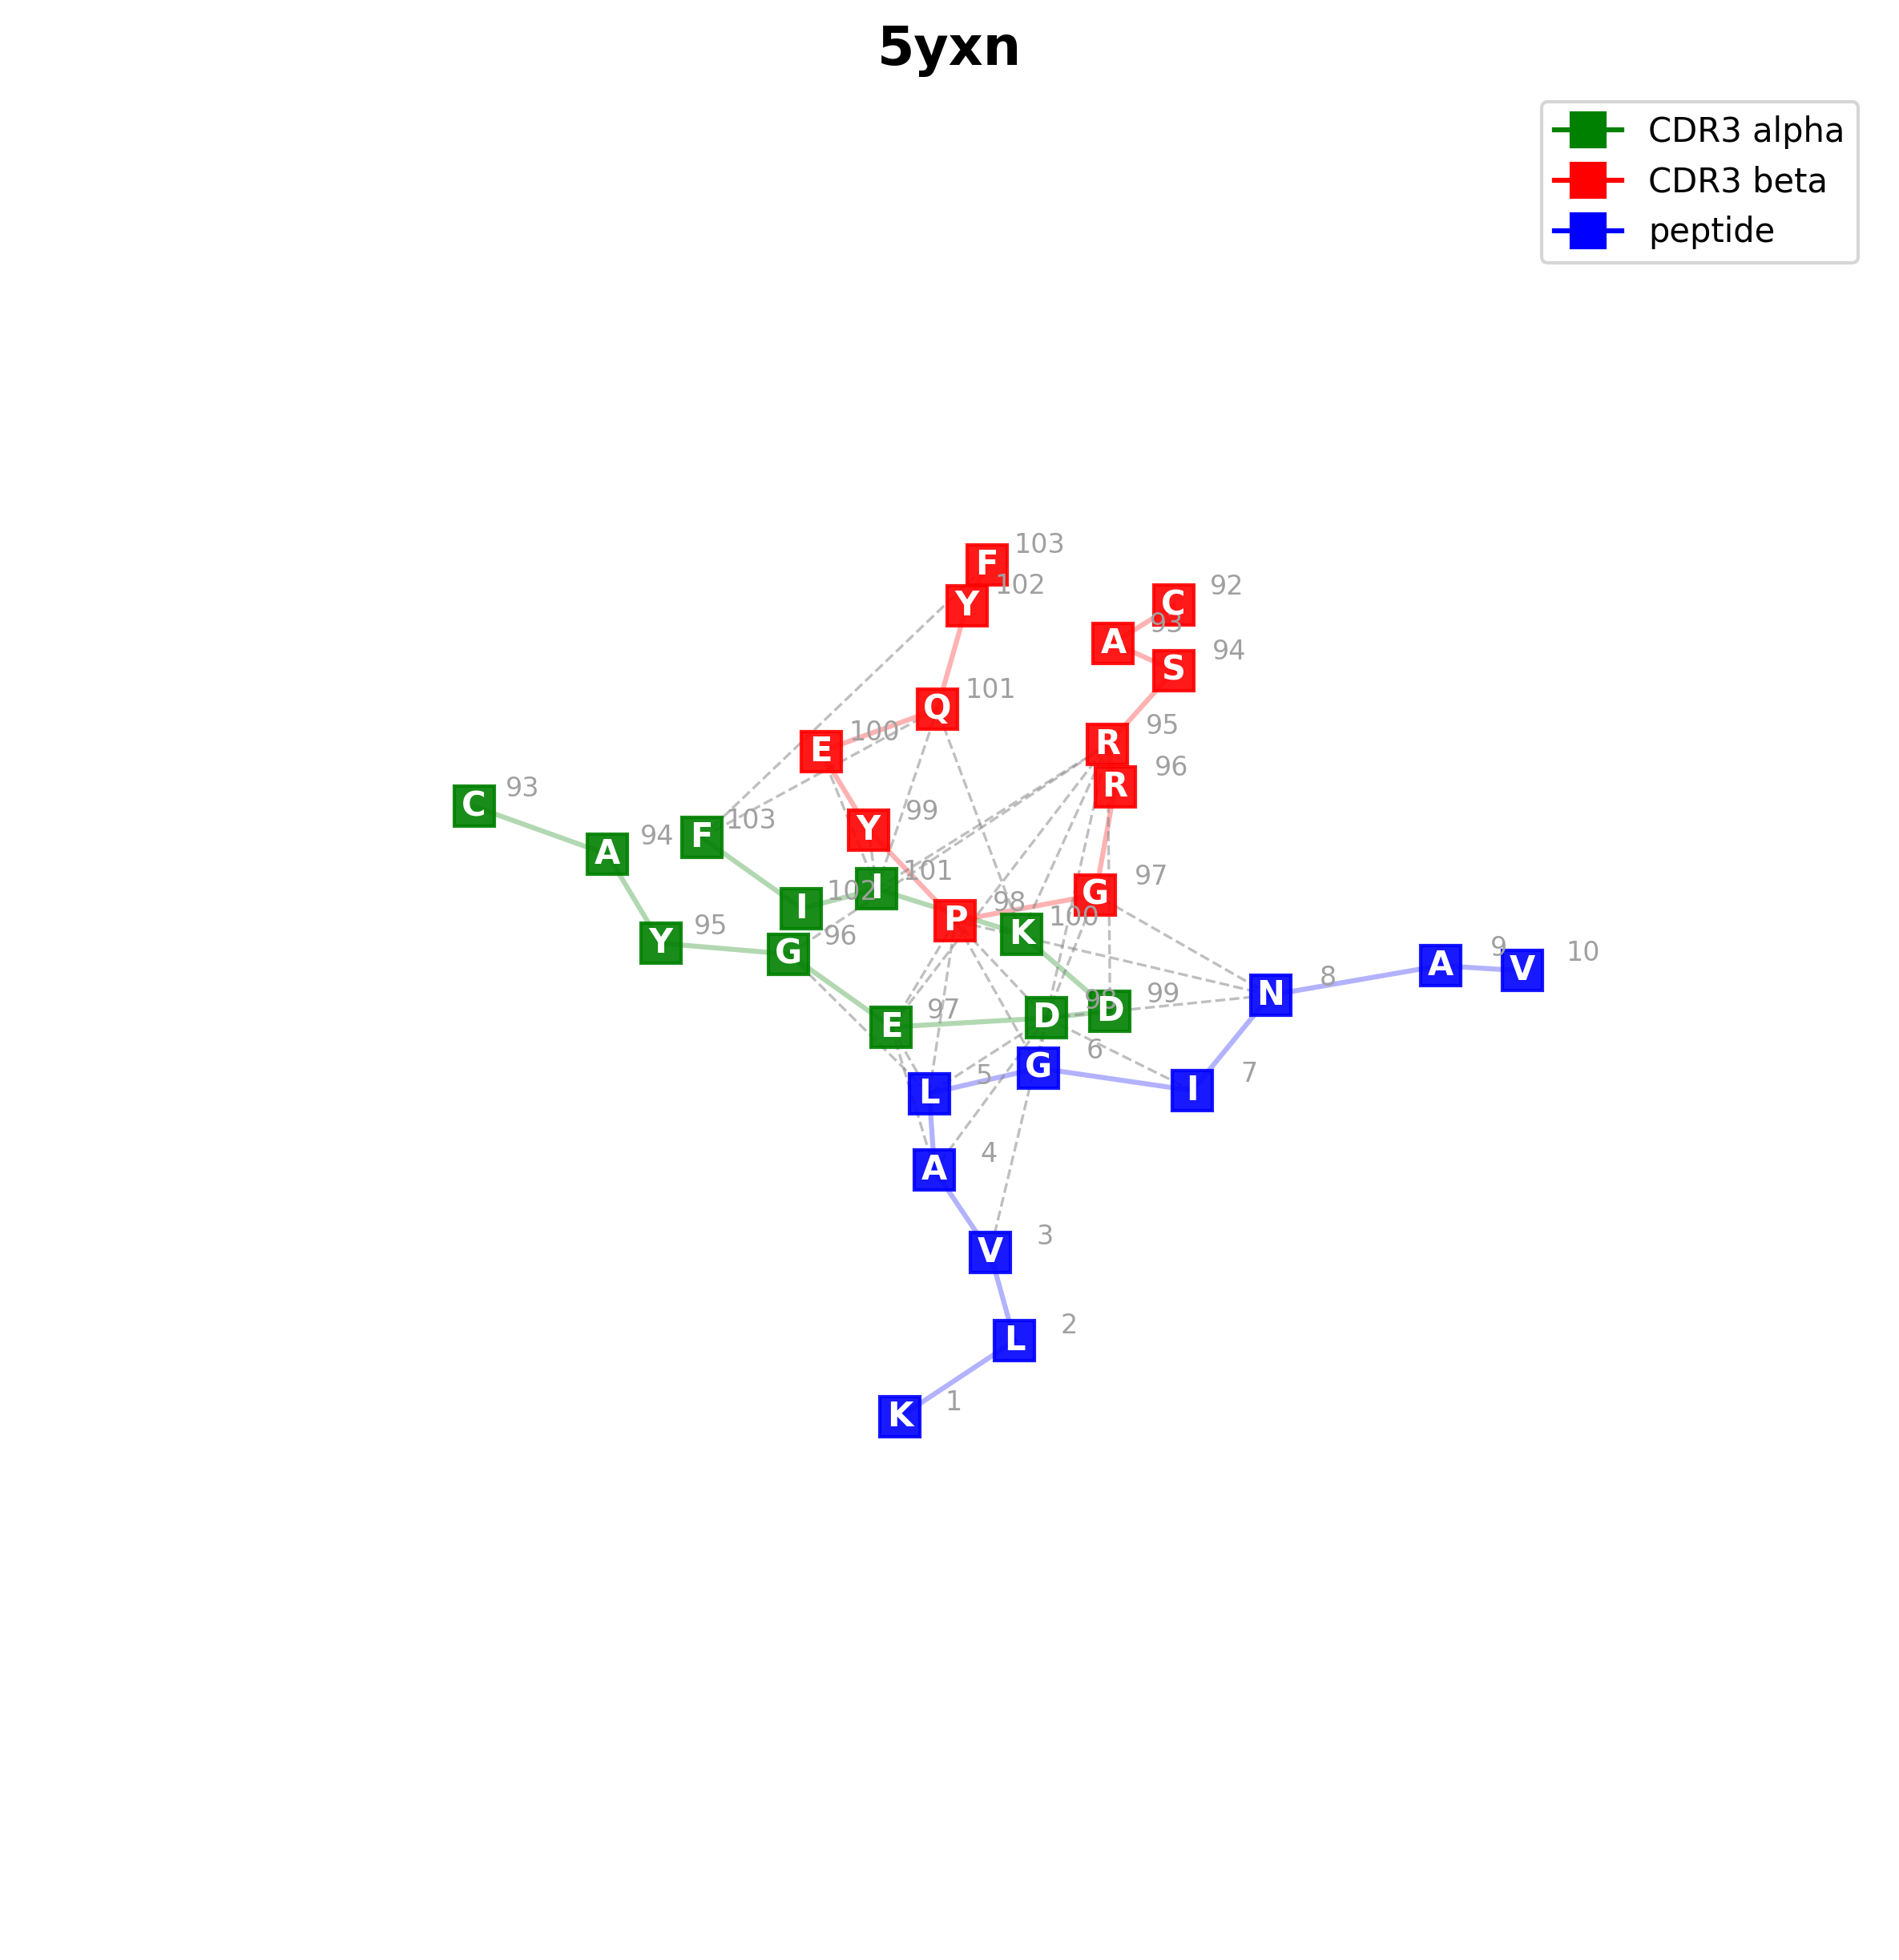 5yxn
CDR3 alpha
CDR3 beta
peptide
F 103
Y 102
C 92
A 93
S 94
Q 101
R 95
E 100
R 96
C 93
Y 99
F 103
A 94
I 101
G 97
I 102
P 98
K 100
Y 95
G 96
A 9
V 10
N 8
D 99
D 98
E 97
G 6
L 5
I 7
A 4
V 3
L 2
K 1